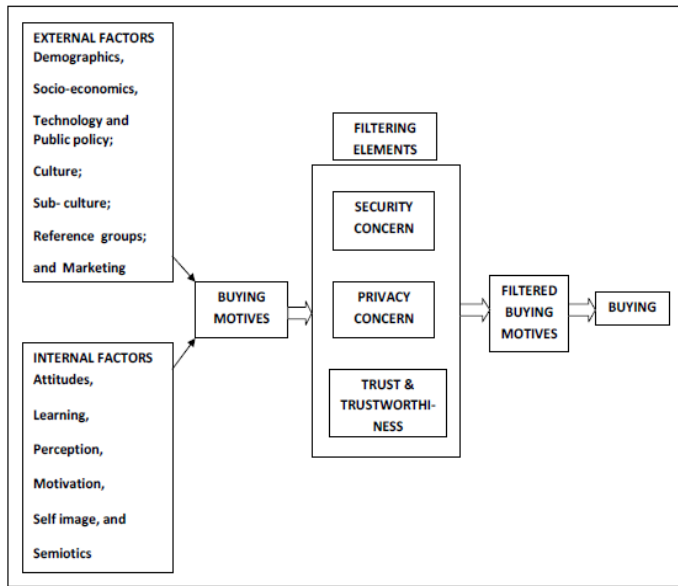 EXTERNAL FACTORS
Demographics,
Socio-economics,
Technology and
Public policy;
Culture;
Sub- culture;
Reference groups;
and Marketing
INTERNAL FACTORS
Attitudes,
Learning,
Perception,
Motivation,
Self image, and
Semiotics
BUYING
MOTIVES
FILTERING
ELEMENTS
SECURITY
CONCERN
PRIVACY
CONCERN
TRUST &
TRUSTWORTHI-
NESS
FILTERED
BUYING
MOTIVES
BUYING